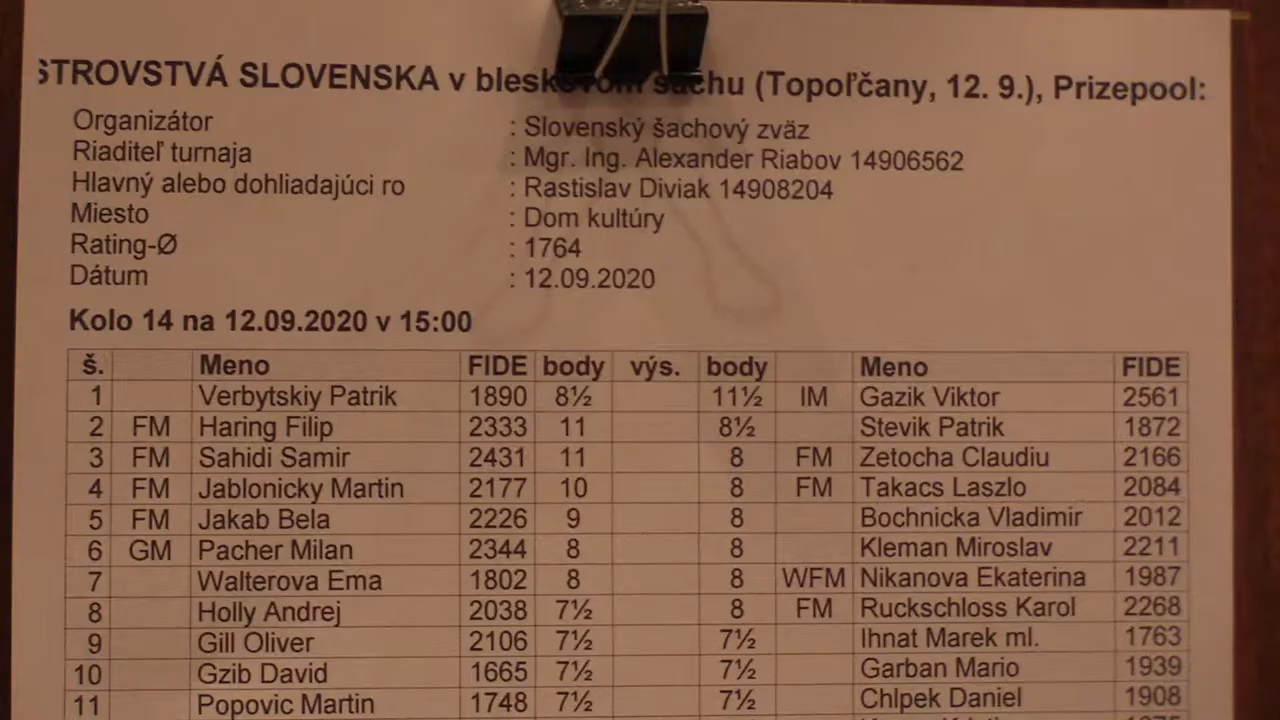 STROVSTVÁ SLOVENSKA v bleskovom šachu (Topoľčany, 12. 9.), Prizepool:
Organizátor : Slovenský šachový zväz
Riaditeľ turnaja : Mgr. Ing. Alexander Riabov 14906562
Hlavný alebo dohliadajúci ro : Rastislav Diviak 14908204
Miesto : Dom kultúry
Rating-Ø : 1764
Dátum : 12.09.2020
Kolo 14 na 12.09.2020 v 15:00
š. Meno FIDE body výs. body Meno FIDE
1 Verbytskiy Patrik 1890 8½ 11½ IM Gazik Viktor 2561
2 FM Haring Filip 2333 11 8½ Stevik Patrik 1872
3 FM Sahidi Samir 2431 11 8 FM Zetocha Claudiu 2166
4 FM Jablonicky Martin 2177 10 8 FM Takacs Laszlo 2084
5 FM Jakab Bela 2226 9 8 Bochnicka Vladimir 2012
6 GM Pacher Milan 2344 8 8 Kleman Miroslav 2211
7 Walterova Ema 1802 8 8 WFM Nikanova Ekaterina 1987
8 Holly Andrej 2038 7½ 8 FM Ruckschloss Karol 2268
9 Gill Oliver 2106 7½ 7½ Ihnat Marek ml. 1763
10 Gzib David 1665 7½ 7½ Garban Mario 1939
11 Popovic Martin 1748 7½ 7½ Chlpek Daniel 1908